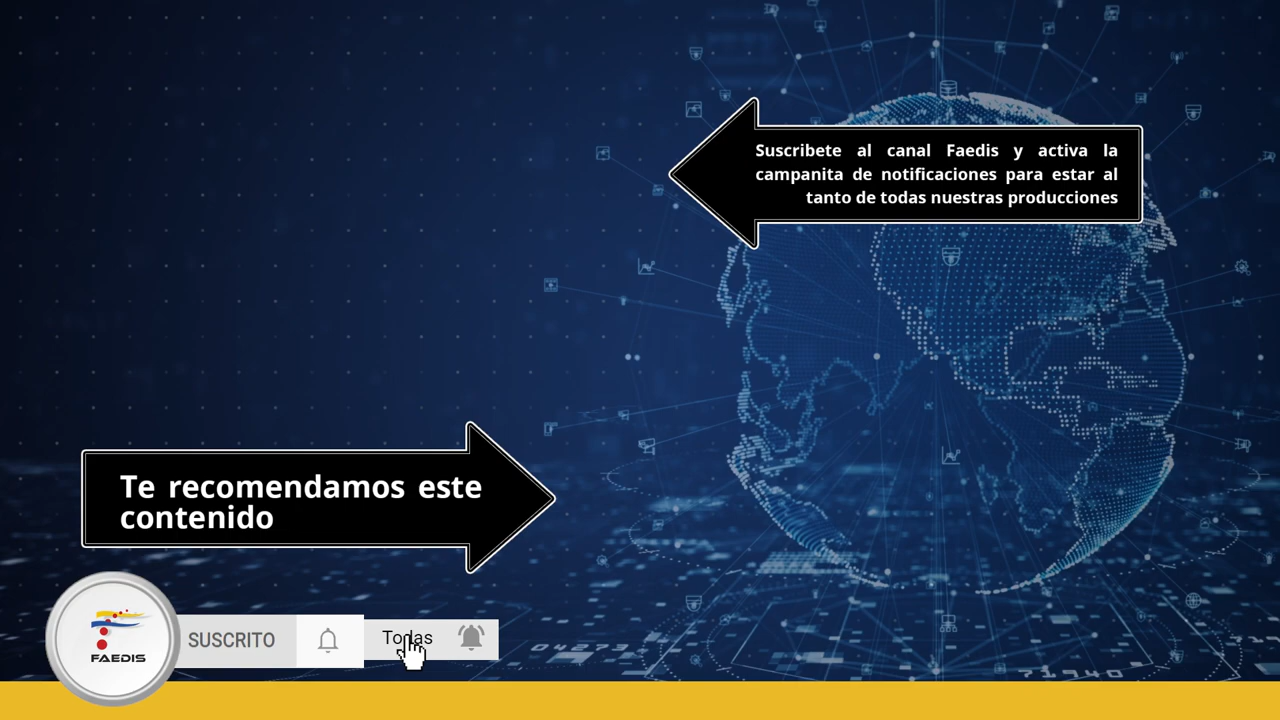 Suscribete al canal Faedis y activa la
campanita de notificaciones para estar al
tanto de todas nuestras producciones
Te recomendamos este
contenido
FAEDIS
SUSCRITO
Todas